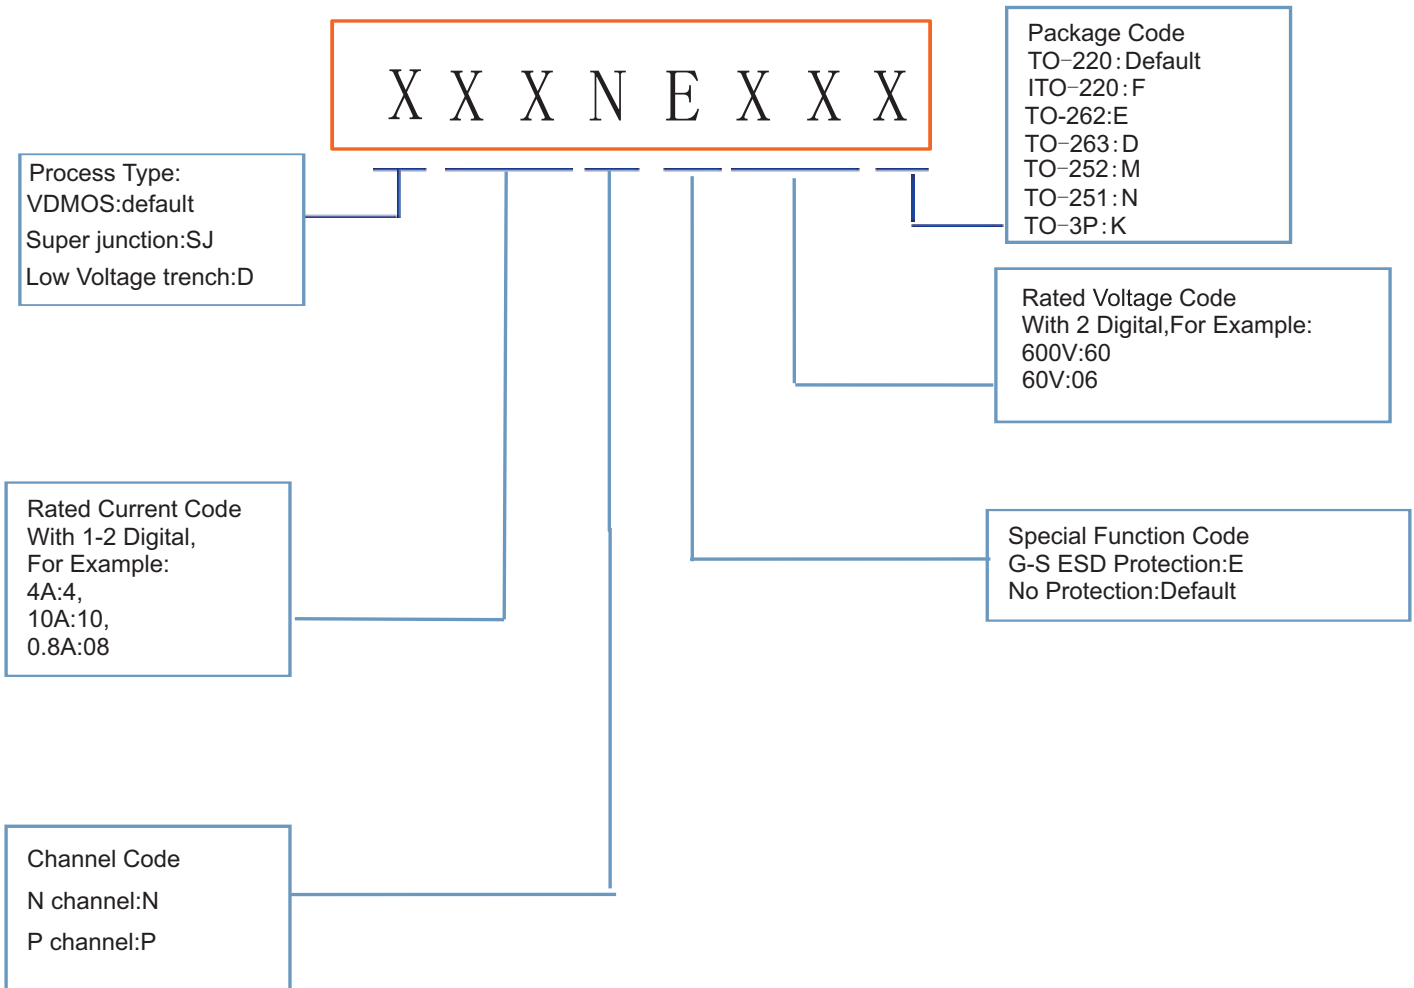 X X X N E X X X
Package Code
TO-220:Default
ITO-220:F
TO-262:E
TO-263:D
TO-252:M
TO-251:N
TO-3P:K
Process Type:
VDMOS:default
Super junction:SJ
Low Voltage trench:D
Rated Voltage Code
With 2 Digital,For Example:
600V:60
60V:06
Rated Current Code
With 1-2 Digital,
For Example:
4A:4,
10A:10,
0.8A:08
Special Function Code
G-S ESD Protection:E
No Protection:Default
Channel Code
N channel:N
P channel:P